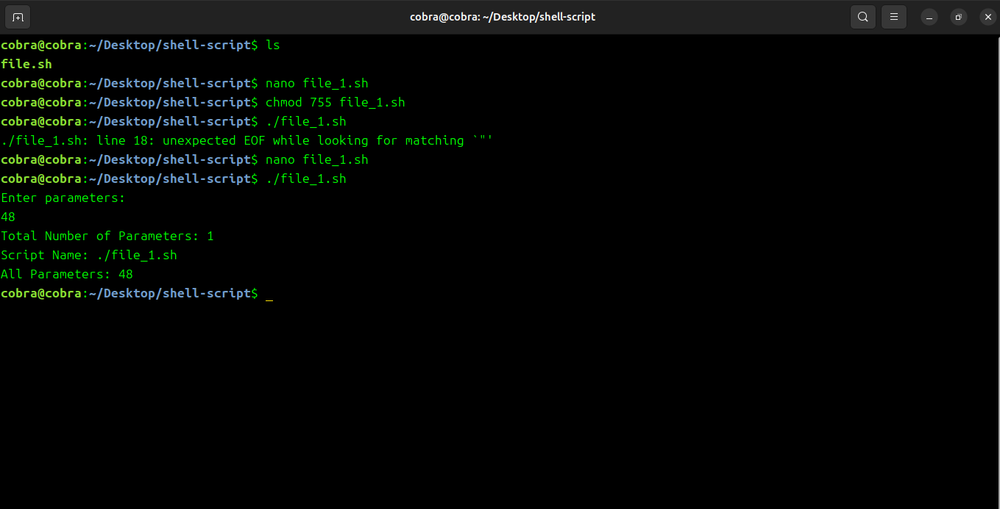 cobra@cobra: ~/Desktop/shell-script
cobra@cobra:~/Desktop/shell-script$ ls
file.sh
cobra@cobra:~/Desktop/shell-script$ nano file_1.sh
cobra@cobra:~/Desktop/shell-script$ chmod 755 file_1.sh
cobra@cobra:~/Desktop/shell-script$ ./file_1.sh
./file_1.sh: line 18: unexpected EOF while looking for matching `"'
cobra@cobra:~/Desktop/shell-script$ nano file_1.sh
cobra@cobra:~/Desktop/shell-script$ ./file_1.sh
Enter parameters:
48
Total Number of Parameters: 1
Script Name: ./file_1.sh
All Parameters: 48
cobra@cobra:~/Desktop/shell-script$ _